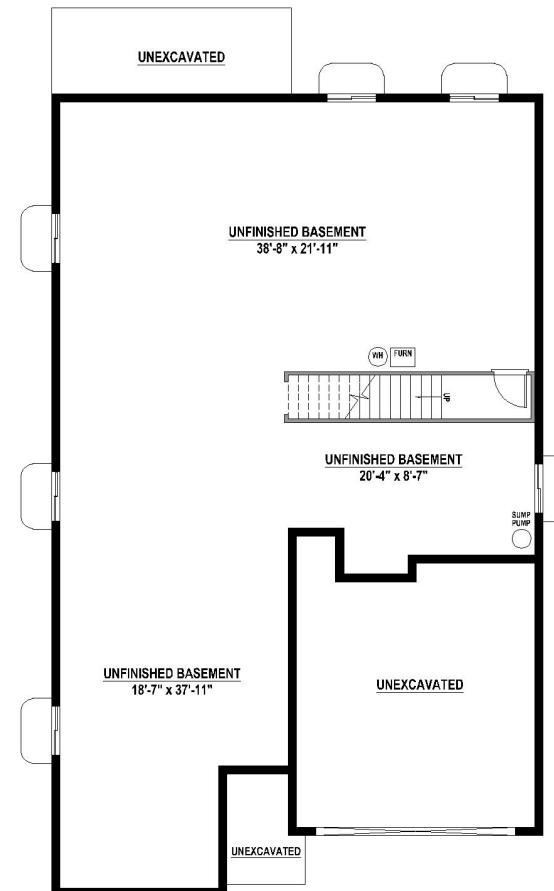 UNEXCAVATED
UNFINISHED BASEMENT
38'-8" x 21'-11"
WH
FURN
UP
UNFINISHED BASEMENT
20'-4" x 8'-7"
SUMP
PUMP
UNFINISHED BASEMENT
18'-7" x 37'-11"
UNEXCAVATED
UNEXCAVATED